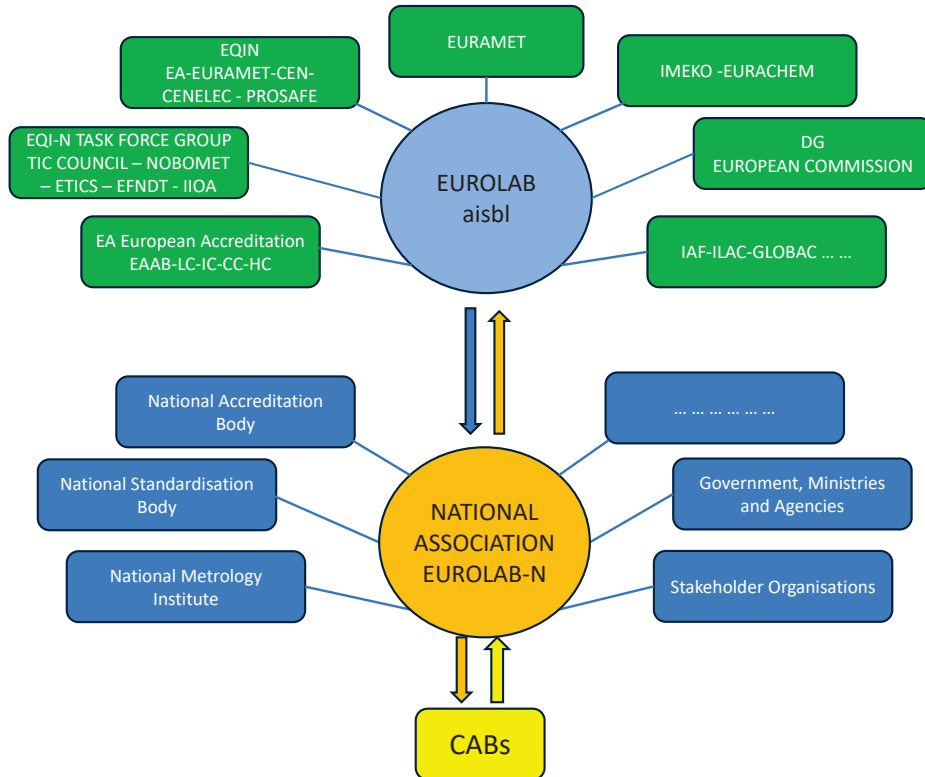 EURAMET
EQIN
EA-EURAMET-CEN-
CENELEC - PROSAFE
IMEKO -EURACHEM
EQI-N TASK FORCE GROUP
TIC COUNCIL – NOBOMET
– ETICS – EFNDT - IIOA
DG
EUROPEAN COMMISSION
EUROLAB
aisbl
EA European Accreditation
EAAB-LC-IC-CC-HC
IAF-ILAC-GLOBAC ... ...
National Accreditation
Body
... ... ... ... ... ...
National Standardisation
Body
Government, Ministries
and Agencies
NATIONAL
ASSOCIATION
EUROLAB-N
National Metrology
Institute
Stakeholder Organisations
CABs